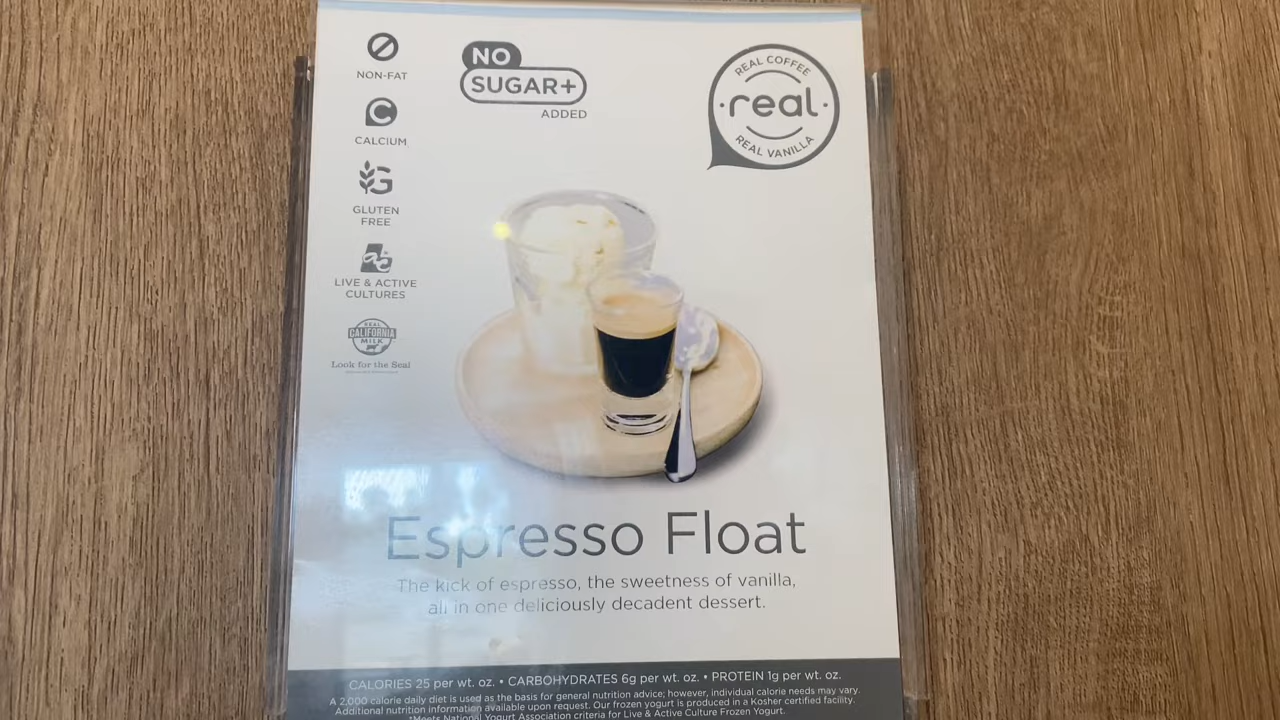 NON-FAT
CALCIUM
GLUTEN
FREE
LIVE & ACTIVE
CULTURES
REAL
CALIFORNIA
MILK
Look for the Seal
NO
SUGAR+
ADDED
REAL COFFEE
real
REAL VANILLA
Espresso Float
The kick of espresso, the sweetness of vanilla,
all in one deliciously decadent dessert.
CALORIES 25 per wt. oz. • CARBOHYDRATES 6g per wt. oz. • PROTEIN 1g per wt. oz.
A 2,000 calorie daily diet is used as the basis for general nutrition advice; however, individual calorie needs may vary.
Additional nutrition information available upon request. Our frozen yogurt is produced in a Kosher certified facility.
*Meets National Yogurt Association criteria for Live & Active Culture Frozen Yogurt.